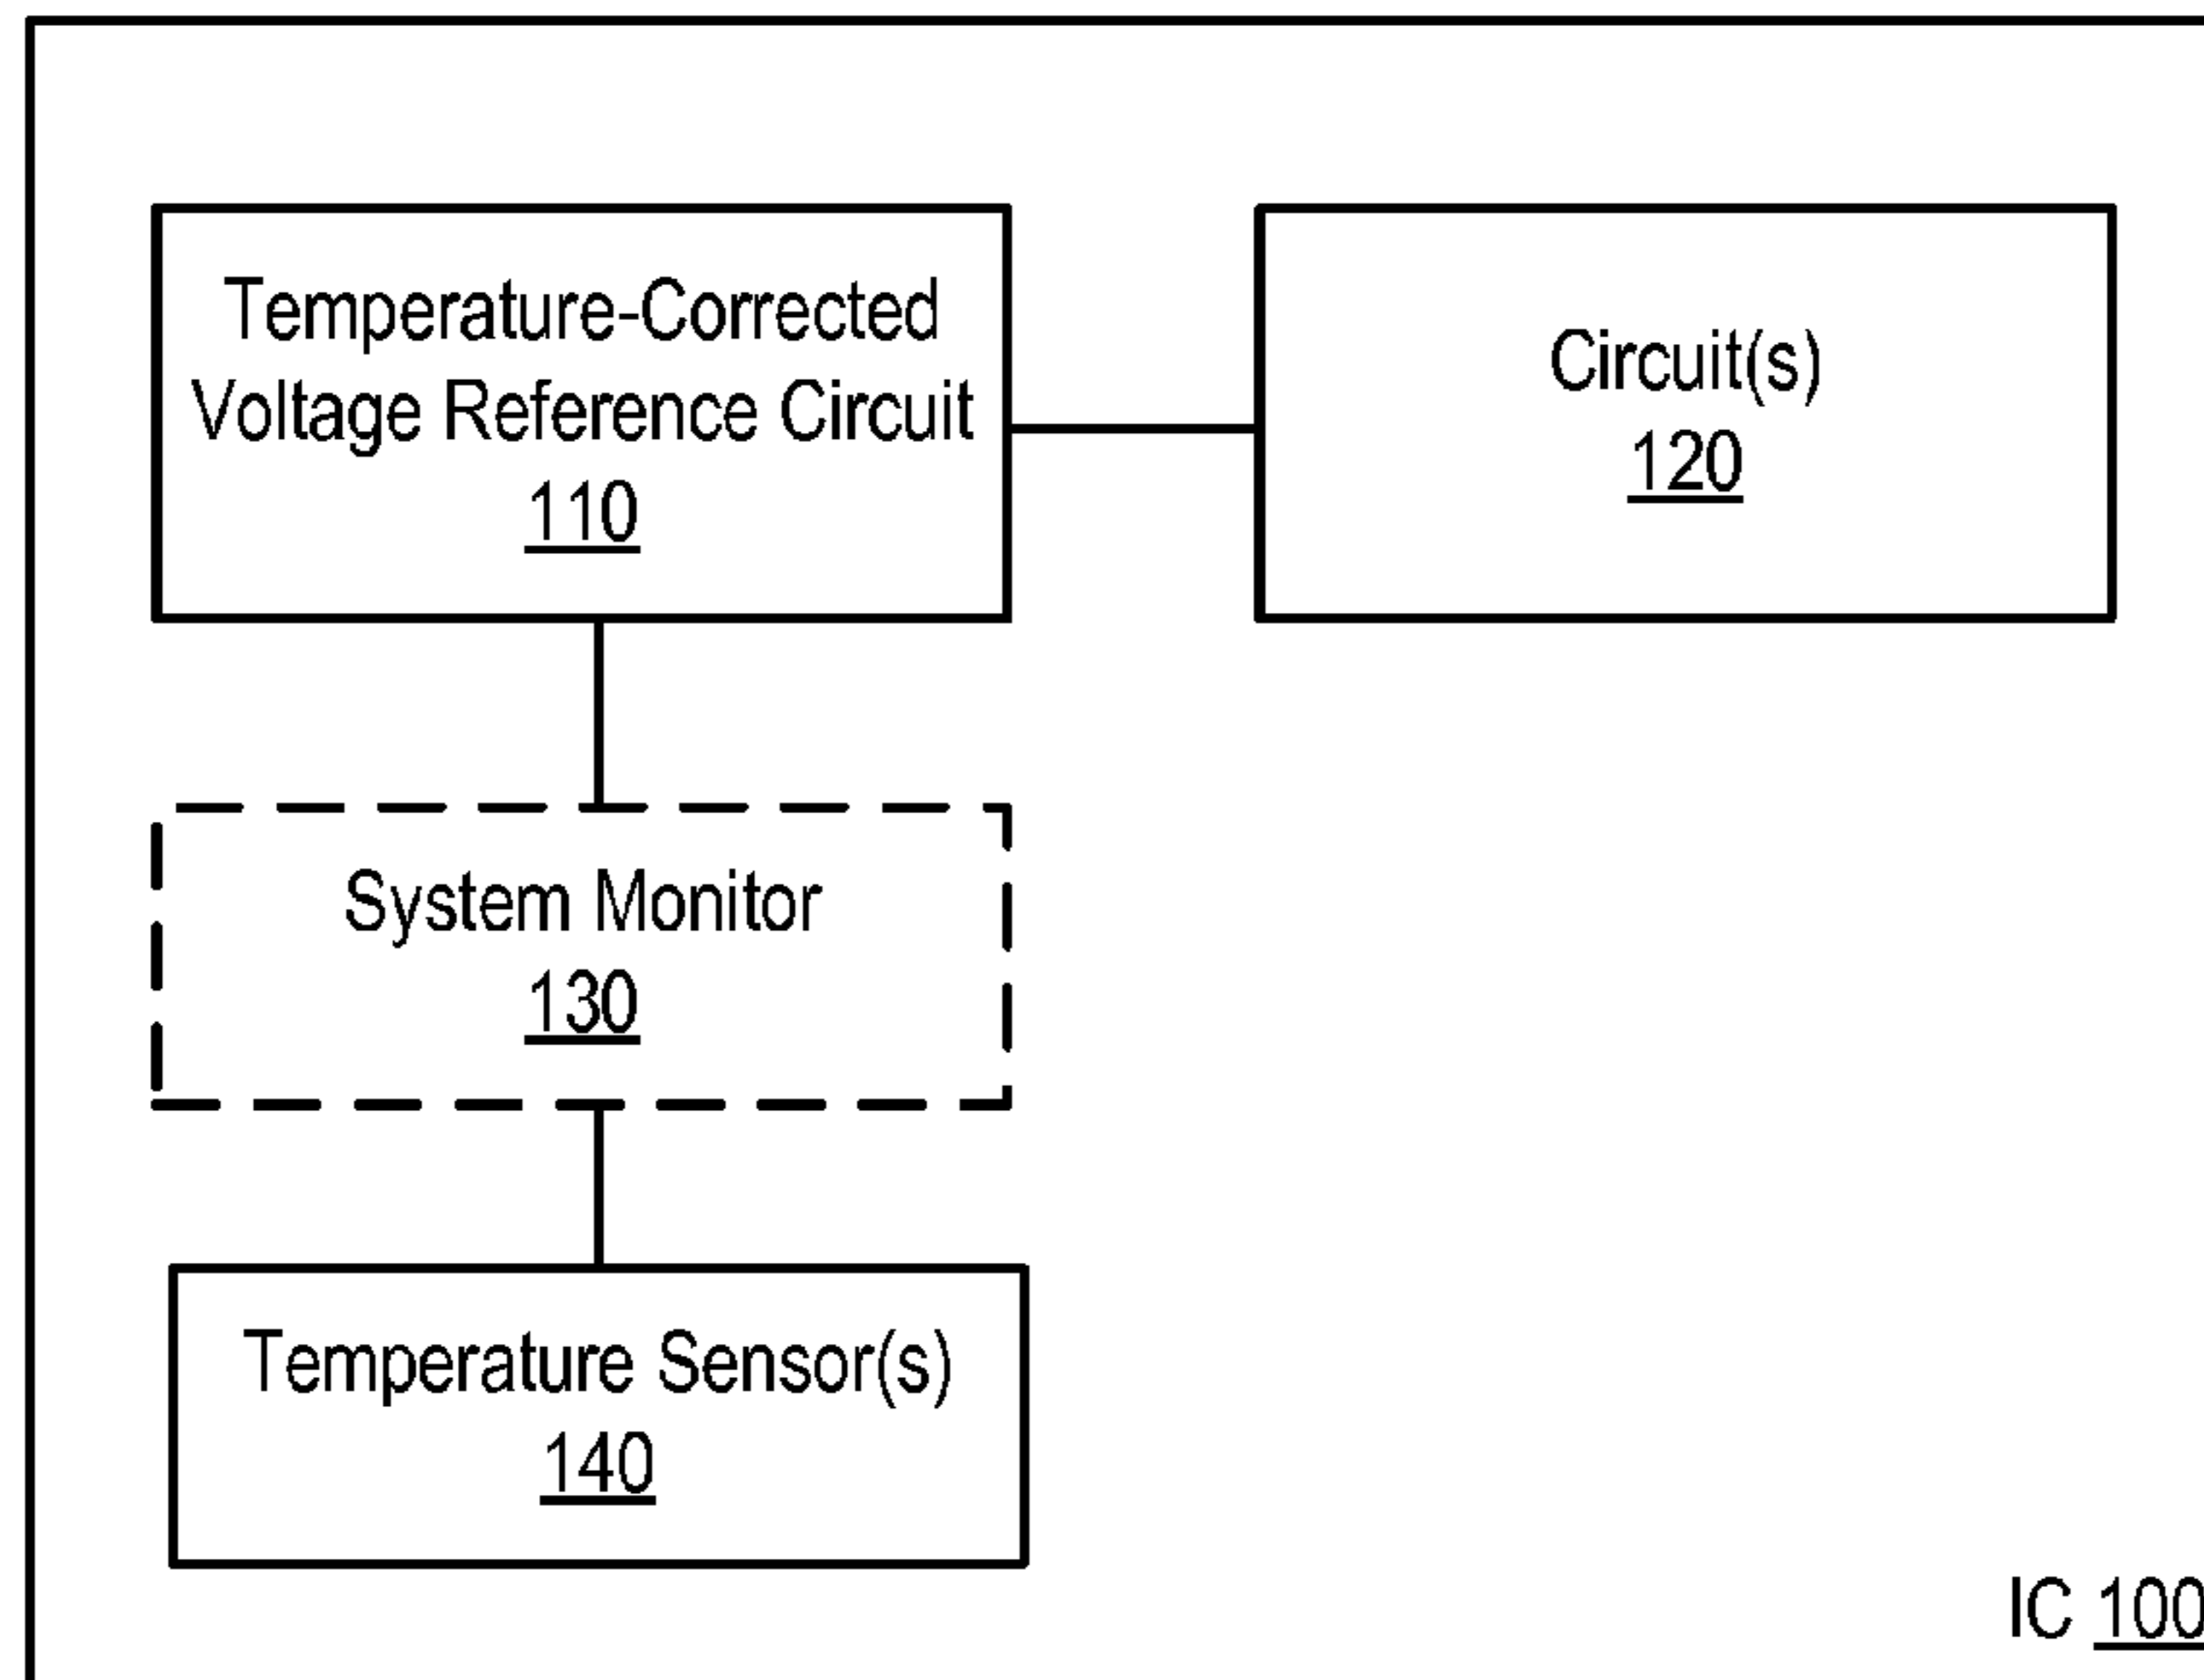 Temperature-Corrected
Voltage Reference Circuit
110
Circuit(s)
120
System Monitor
130
Temperature Sensor(s)
140
IC 100